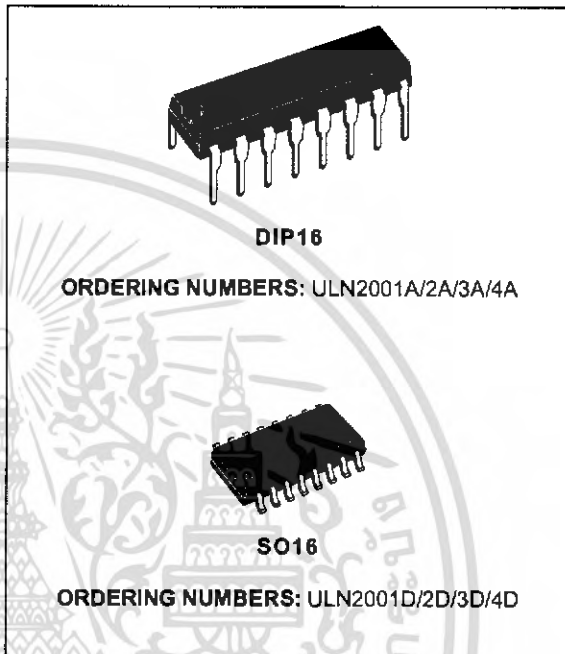 DIP16
ORDERING NUMBERS: ULN2001A/2A/3A/4A
SO16
ORDERING NUMBERS: ULN2001D/2D/3D/4D